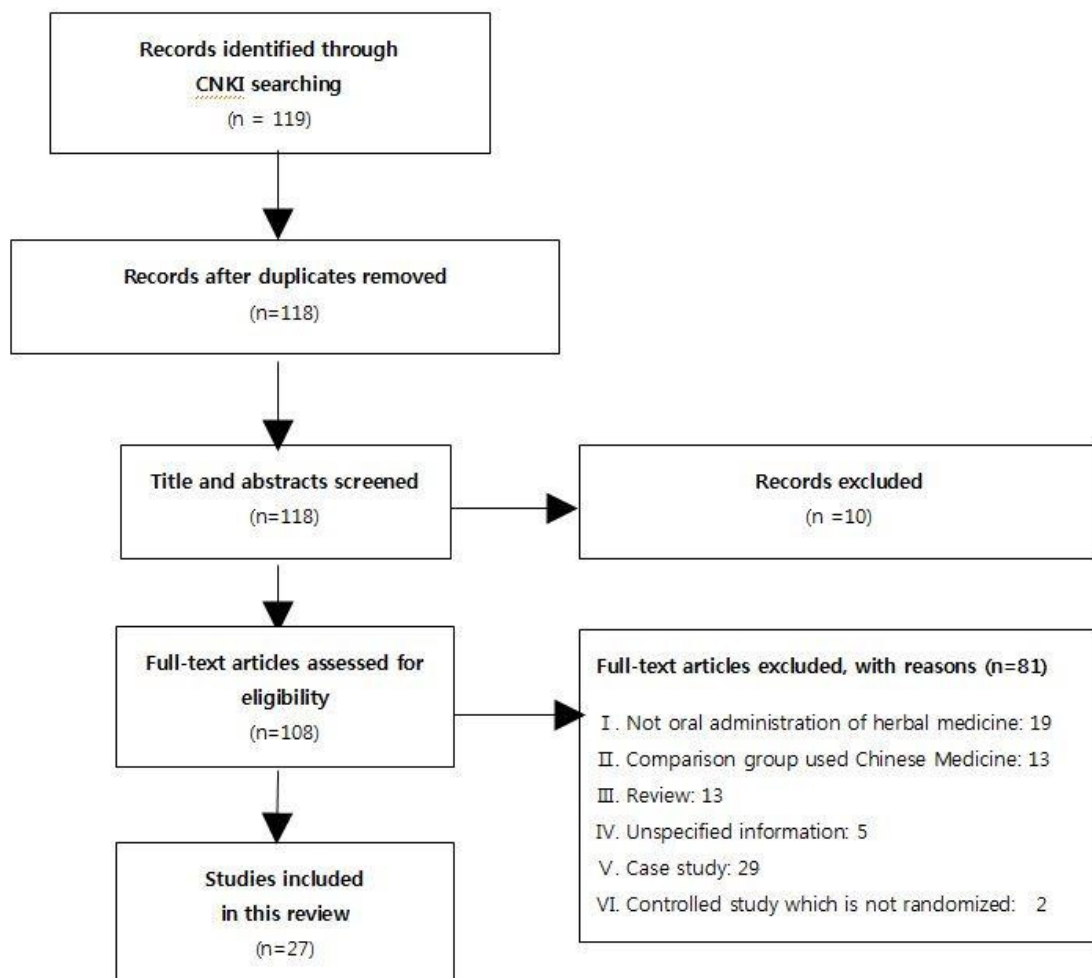 Records identified through
CNKI searching
(n = 119)
Records after duplicates removed
(n=118)
Title and abstracts screened
(n=118)
Records excluded
(n =10)
Full-text articles assessed for
eligibility
(n=108)
Full-text articles excluded, with reasons (n=81)
Ⅰ. Not oral administration of herbal medicine: 19
Ⅱ. Comparison group used Chinese Medicine: 13
Ⅲ. Review: 13
Ⅳ. Unspecified information: 5
Ⅴ. Case study: 29
Ⅵ. Controlled study which is not randomized: 2
Studies included
in this review
(n=27)